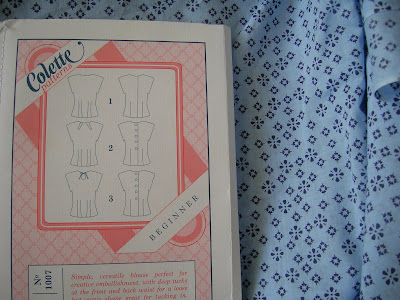 Colette
patterns
1
2
3
BEGINNER
Nº
1007
Simple, versatile blouse perfect for
creative embellishment, with deep tucks
at the front and back waist for a